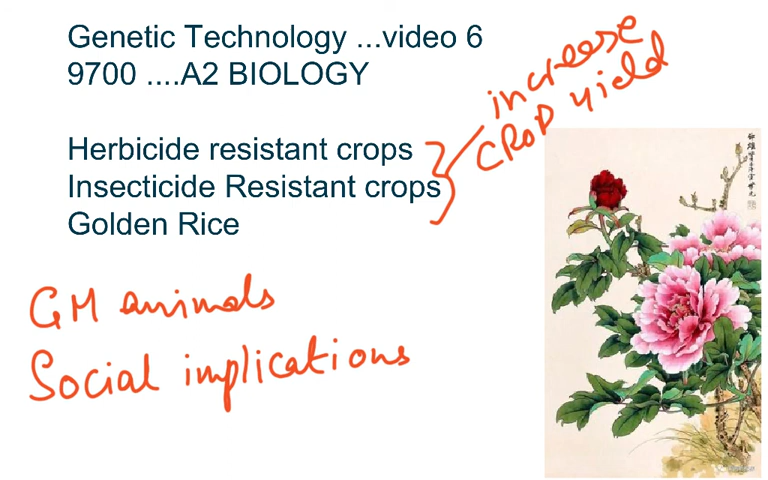 Genetic Technology ...video 6
9700 ....A2 BIOLOGY
increase
CROP yield
Herbicide resistant crops
Insecticide Resistant crops
Golden Rice
GM animals
Social implications